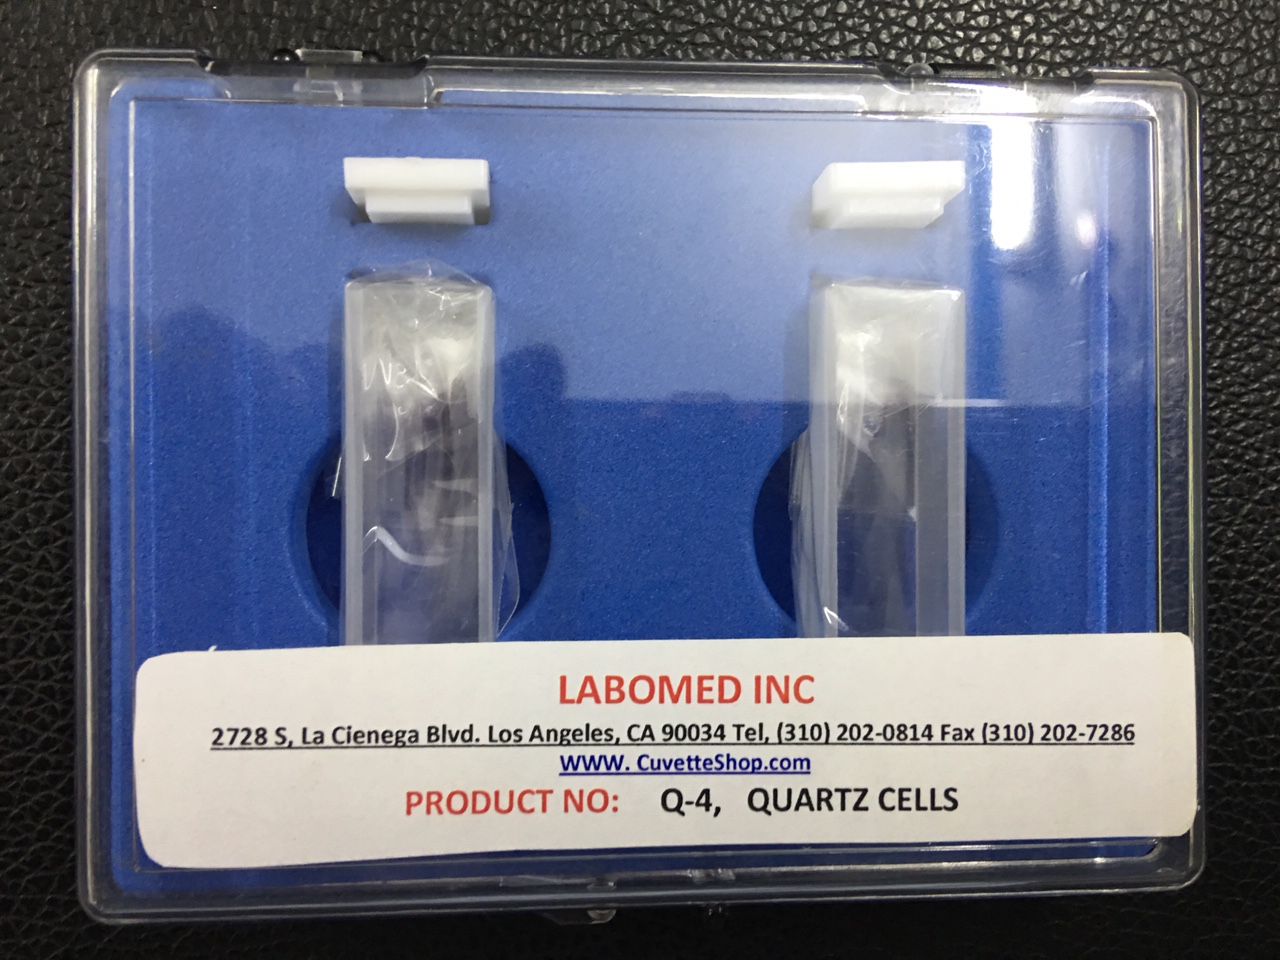 LABOMED INC
2728 S, La Cienega Blvd. Los Angeles, CA 90034 Tel, (310) 202-0814 Fax (310) 202-7286
WWW. CuvetteShop.com
PRODUCT NO: Q-4, QUARTZ CELLS